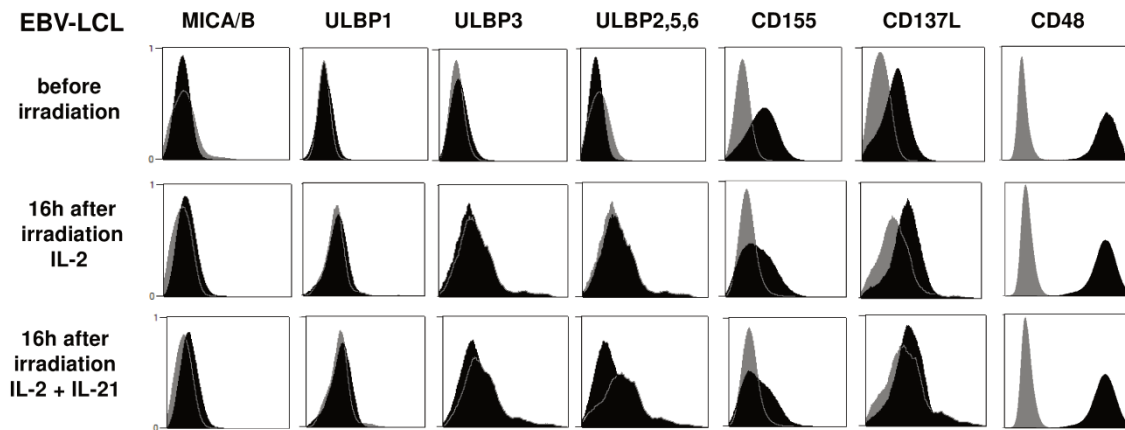 EBV-LCL MICA/B ULBP1 ULBP3 ULBP2,5,6 CD155 CD137L CD48
1
before
irradiation
0
1
16h after
irradiation
IL-2
0
1
16h after
irradiation
IL-2 + IL-21
0